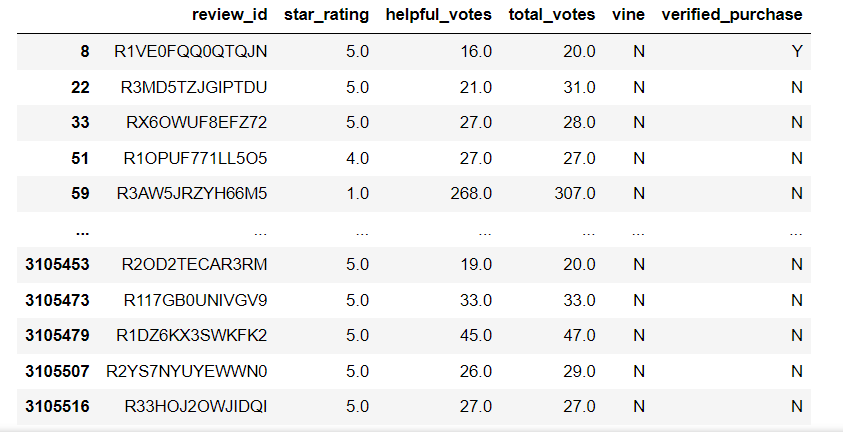 review_id star_rating helpful_votes total_votes vine verified_purchase
8 R1VE0FQQ0QTQJN 5.0 16.0 20.0 N Y
22 R3MD5TZJGIPTDU 5.0 21.0 31.0 N N
33 RX6OWUF8EFZ72 5.0 27.0 28.0 N N
51 R1OPUF771LL5O5 4.0 27.0 27.0 N N
59 R3AW5JRZYH66M5 1.0 268.0 307.0 N N
... ... ... ... ... ... ...
3105453 R2OD2TECAR3RM 5.0 19.0 20.0 N N
3105473 R117GB0UNIVGV9 5.0 33.0 33.0 N N
3105479 R1DZ6KX3SWKFK2 5.0 45.0 47.0 N N
3105507 R2YS7NYUYEWWN0 5.0 26.0 29.0 N N
3105516 R33HOJ2OWJIDQI 5.0 27.0 27.0 N N